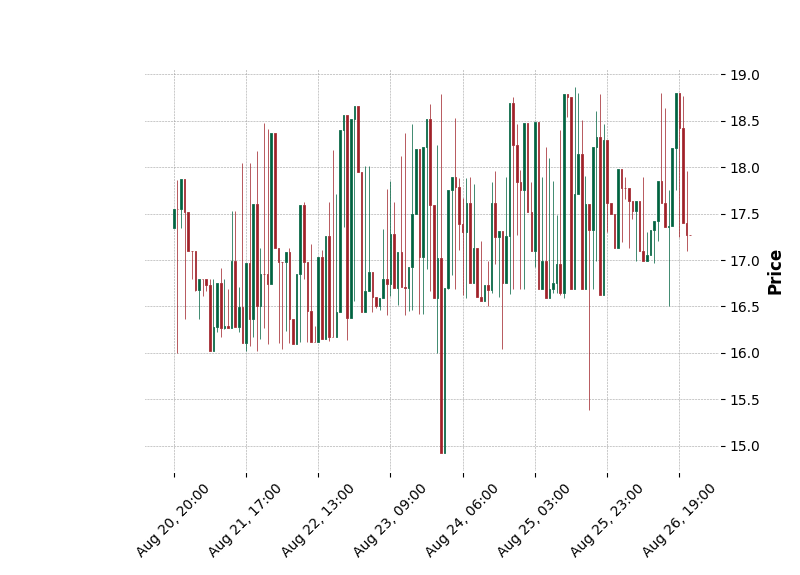 19.0
18.5
18.0
17.5
17.0
16.5
16.0
15.5
15.0
Price
Aug 20, 20:00
Aug 21, 17:00
Aug 22, 13:00
Aug 23, 09:00
Aug 24, 06:00
Aug 25, 03:00
Aug 25, 23:00
Aug 26, 19:00